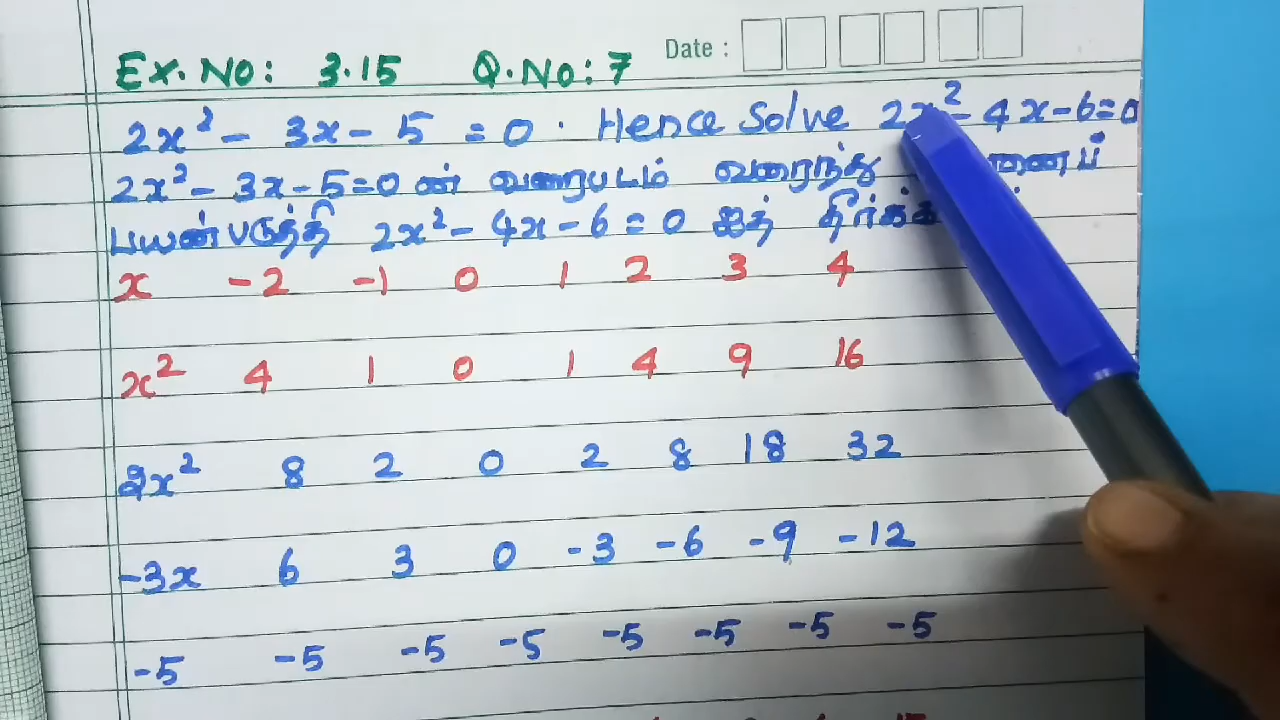 Ex.No: 3.15 Q.No: 7 Date :
2x² - 3x - 5 = 0. Hence Solve 2x² - 4x - 6 = 0
2x² - 3x - 5 = 0 ன் வரைபடம் வரைந்து
பயன்படுத்தி 2x² - 4x - 6 = 0 ஐத்
x -2 -1 0 1 2 3 4
x² 4 1 0 1 4 9 16
2x² 8 2 0 2 8 18 32
-3x 6 3 0 -3 -6 -9 -12
-5 -5 -5 -5 -5 -5 -5 -5